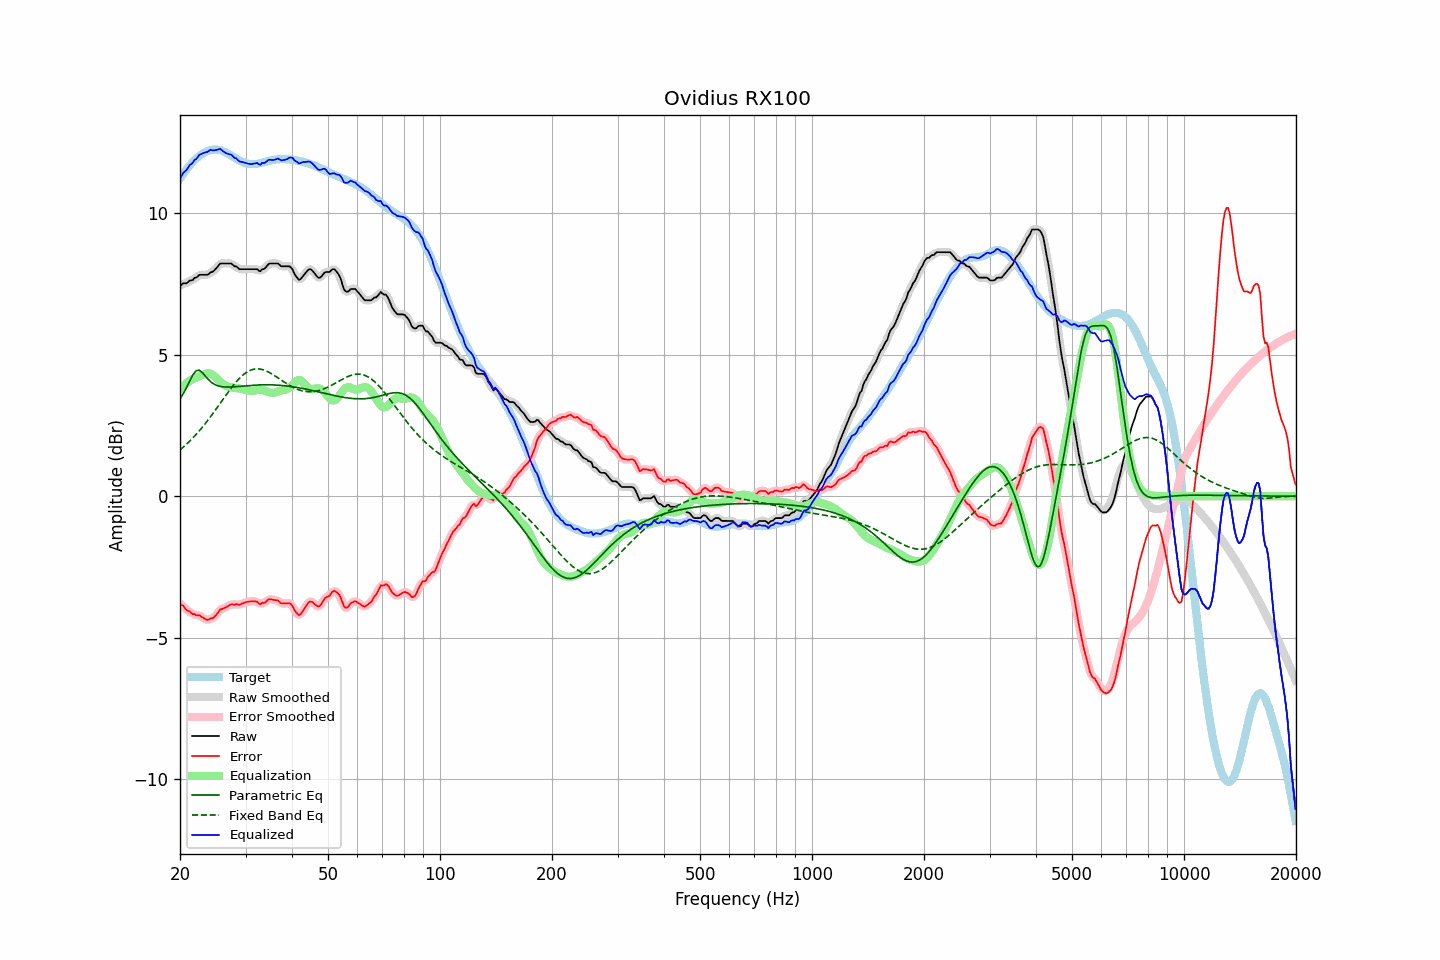 Ovidius RX100
Amplitude (dBr)
10
5
0
−5
−10
Target
Raw Smoothed
Error Smoothed
Raw
Error
Equalization
Parametric Eq
Fixed Band Eq
Equalized
20 50 100 200 500 1000 2000 5000 10000 20000
Frequency (Hz)